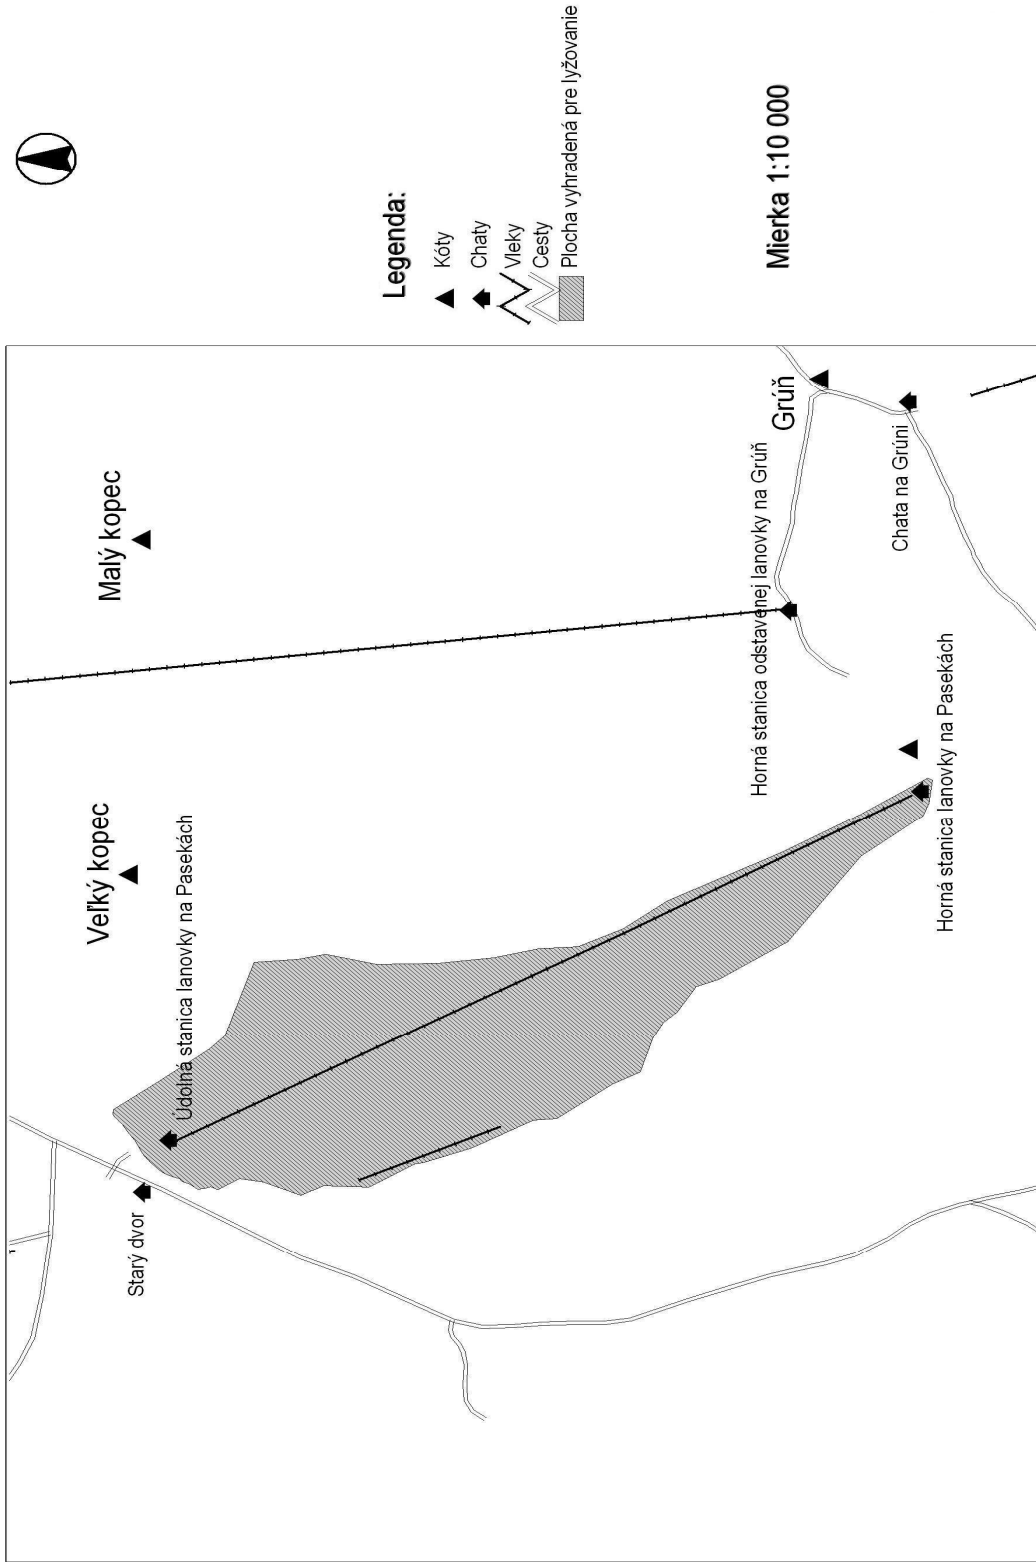 Veľký kopec
Malý kopec
Starý dvor
Údolná stanica lanovky na Pasekách
Horná stanica odstavenej lanovky na Grúň
Grúň
Horná stanica lanovky na Pasekách
Chata na Grúni
Legenda:
Kóty
Chaty
Vleky
Cesty
Plocha vyhradená pre lyžovanie
Mierka 1:10 000